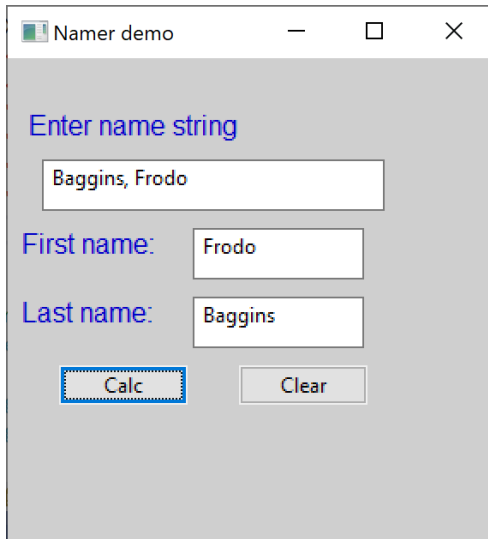 Namer demo
Enter name string
Baggins, Frodo
First name: Frodo
Last name: Baggins
Calc Clear